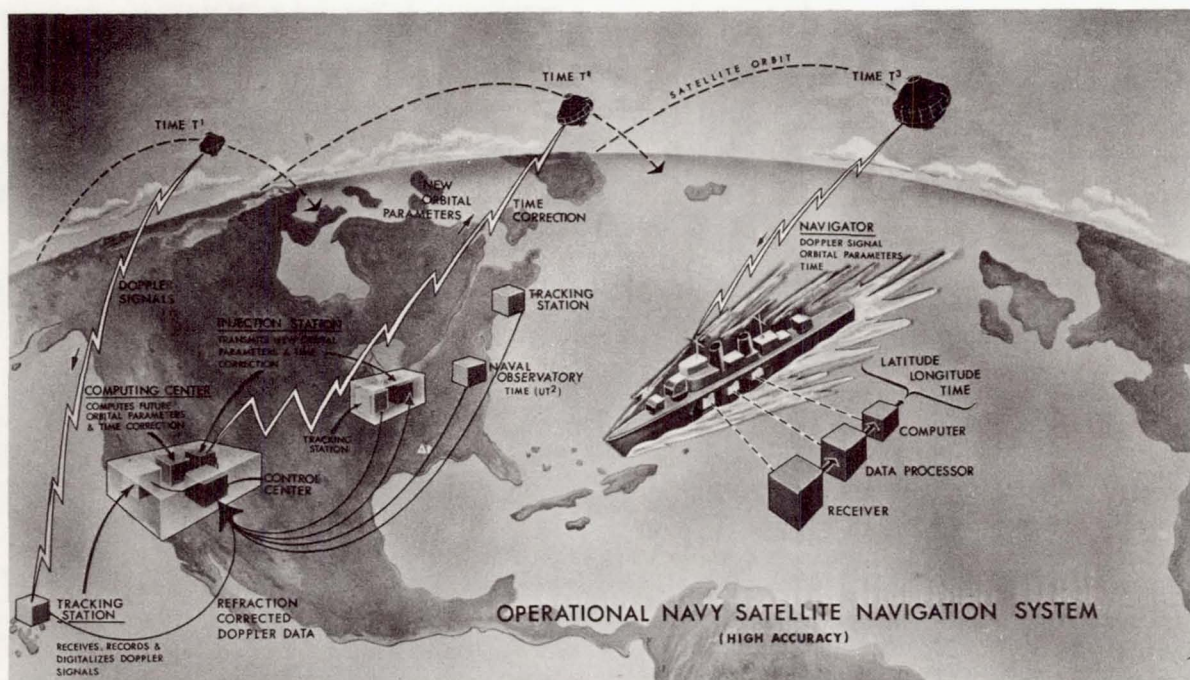 TIME T¹
TIME T²
SATELLITE ORBIT
TIME T³
NEW
ORBITAL
PARAMETERS
TIME
CORRECTION
DOPPLER
SIGNALS
NAVIGATOR
DOPPLER SIGNAL
ORBITAL PARAMETERS
TIME
TRACKING
STATION
INJECTION STATION
TRANSMITS NEW ORBITAL
PARAMETERS & TIME
CORRECTION
NAVAL
OBSERVATORY
TIME (UT²)
COMPUTING CENTER
COMPUTES FUTURE
ORBITAL PARAMETERS
& TIME CORRECTION
TRACKING
STATION
CONTROL
CENTER
LATITUDE
LONGITUDE
TIME
COMPUTER
DATA PROCESSOR
RECEIVER
TRACKING
STATION
RECEIVES, RECORDS &
DIGITALIZES DOPPLER
SIGNALS
REFRACTION
CORRECTED
DOPPLER DATA
OPERATIONAL NAVY SATELLITE NAVIGATION SYSTEM
(HIGH ACCURACY)